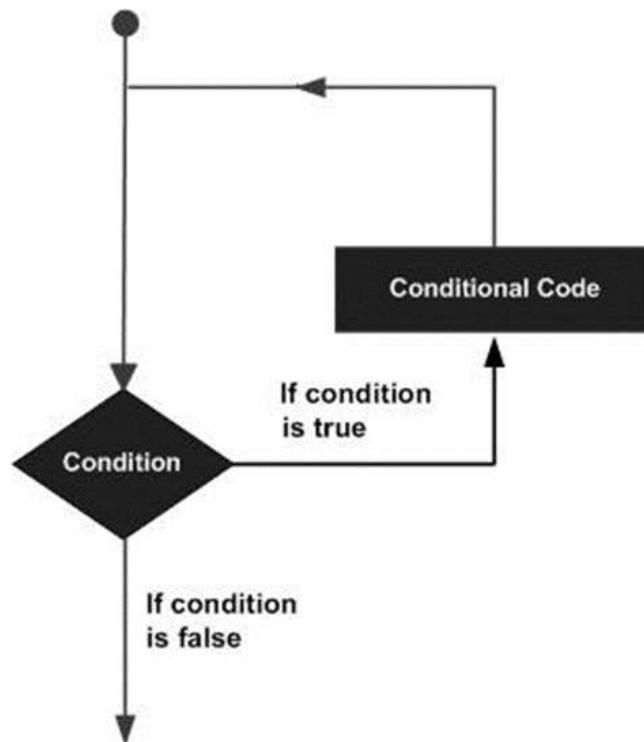 Conditional Code
If condition
is true
Condition
If condition
is false